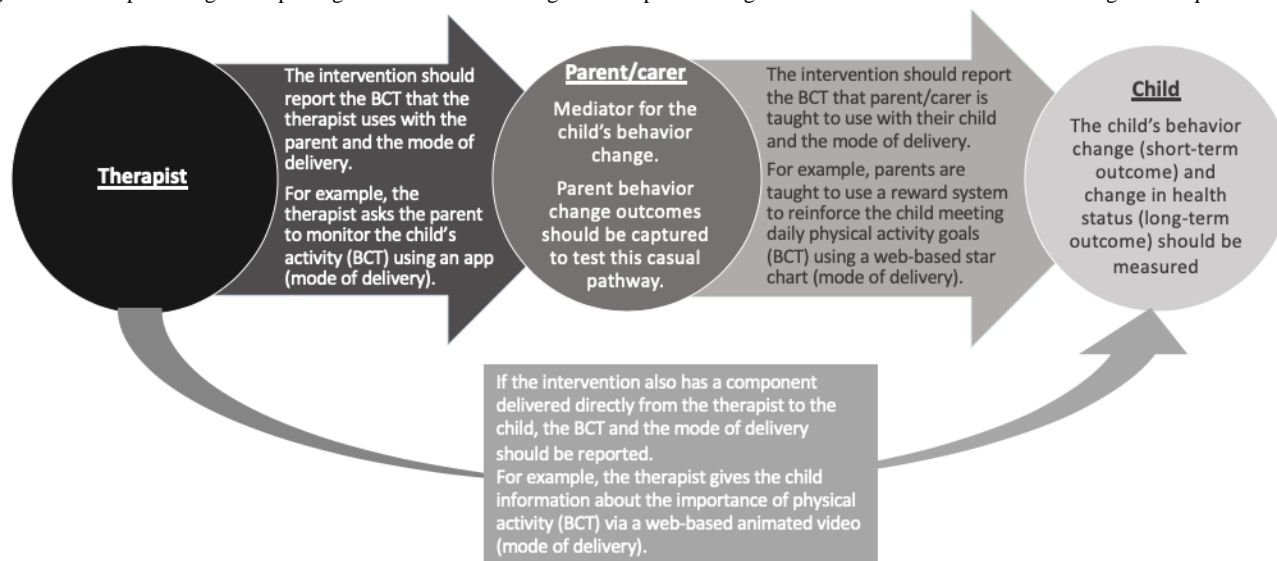 Therapist
The intervention should
report the BCT that the
therapist uses with the
parent and the mode of
delivery.
For example, the
therapist asks the parent
to monitor the child's
activity (BCT) using an app
(mode of delivery).
Parent/carer
Mediator for the
child's behavior
change.
Parent behavior
change outcomes
should be captured
to test this casual
pathway.
The intervention should report
the BCT that parent/carer is
taught to use with their child
and the mode of delivery.
For example, parents are
taught to use a reward system
to reinforce the child meeting
daily physical activity goals
(BCT) using a web-based star
chart (mode of delivery).
Child
The child's behavior
change (short-term
outcome) and
change in health
status (long-term
outcome) should be
measured
If the intervention also has a component
delivered directly from the therapist to the
child, the BCT and the mode of delivery
should be reported.
For example, the therapist gives the child
information about the importance of physical
activity (BCT) via a web-based animated video
(mode of delivery).